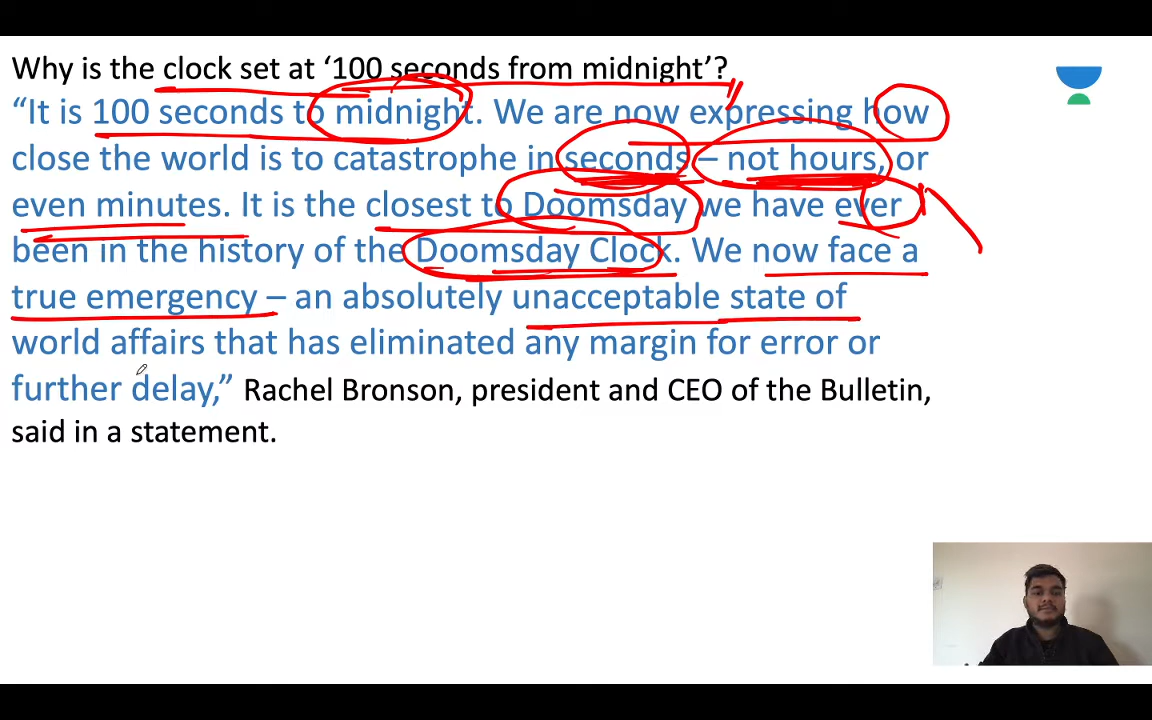 Why is the clock set at ‘100 seconds from midnight’?
“It is 100 seconds to midnight. We are now expressing how
close the world is to catastrophe in seconds – not hours, or
even minutes. It is the closest to Doomsday we have ever
been in the history of the Doomsday Clock. We now face a
true emergency – an absolutely unacceptable state of
world affairs that has eliminated any margin for error or
further delay,” Rachel Bronson, president and CEO of the Bulletin,
said in a statement.